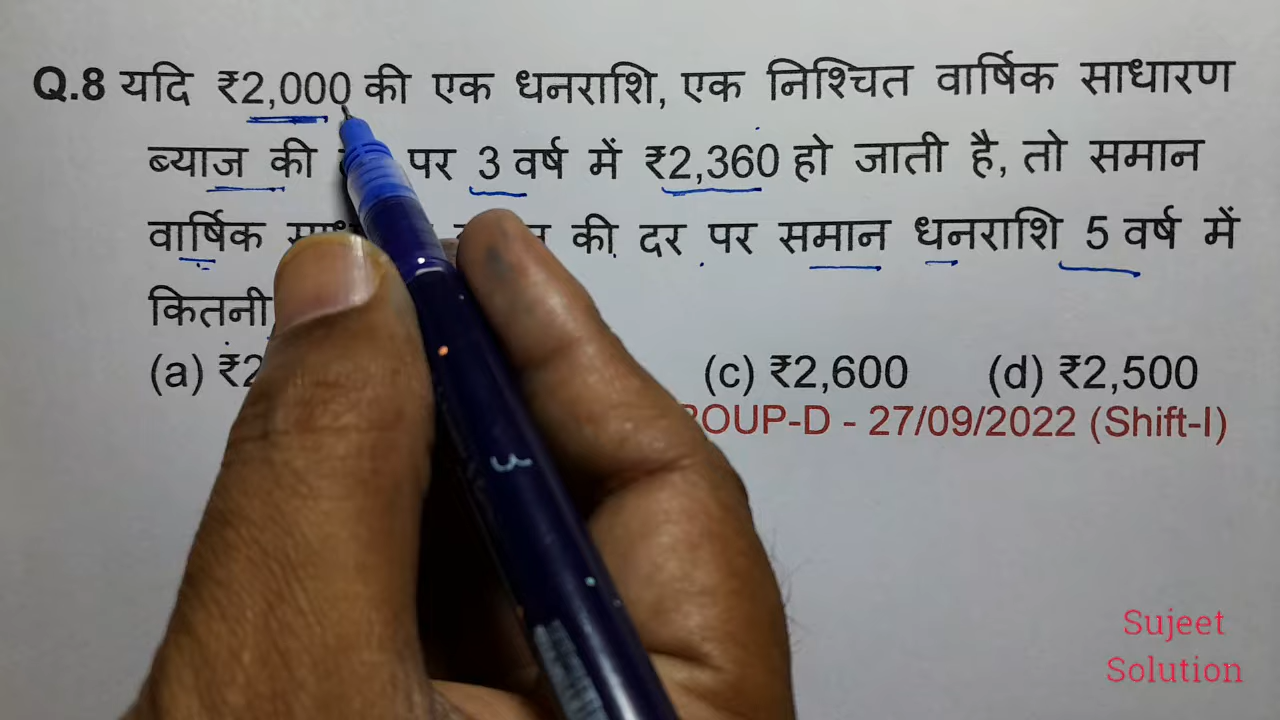 Q.8 यदि ₹2,000 की एक धनराशि, एक निश्चित वार्षिक साधारण
ब्याज की पर 3 वर्ष में ₹2,360 हो जाती है, तो समान
वार्षिक की दर पर समान धनराशि 5 वर्ष में
कितनी
(a) (c) ₹2,600 (d) ₹2,500
27/09/2022 (Shift-I)
Sujeet
Solution